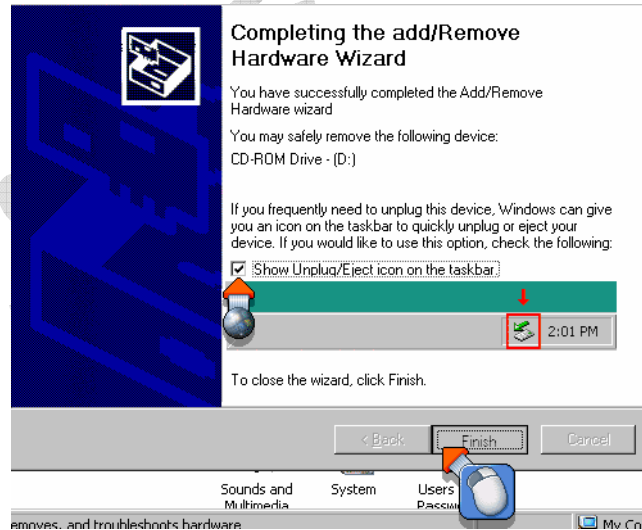 Completing the add/Remove
Hardware Wizard
You have successfully completed the Add/Remove
Hardware wizard
You may safely remove the following device:
CD-ROM Drive - (D:)
If you frequently need to unplug this device, Windows can give
you an icon on the taskbar to quickly unplug or eject your
device. If you would like to use this option, check the following:
Show Unplug/Eject icon on the taskbar.
2:01 PM
To close the wizard, click Finish.
< Back Finish Cancel
Sounds and System Users
Multimedia
and troubleshoots hardware My